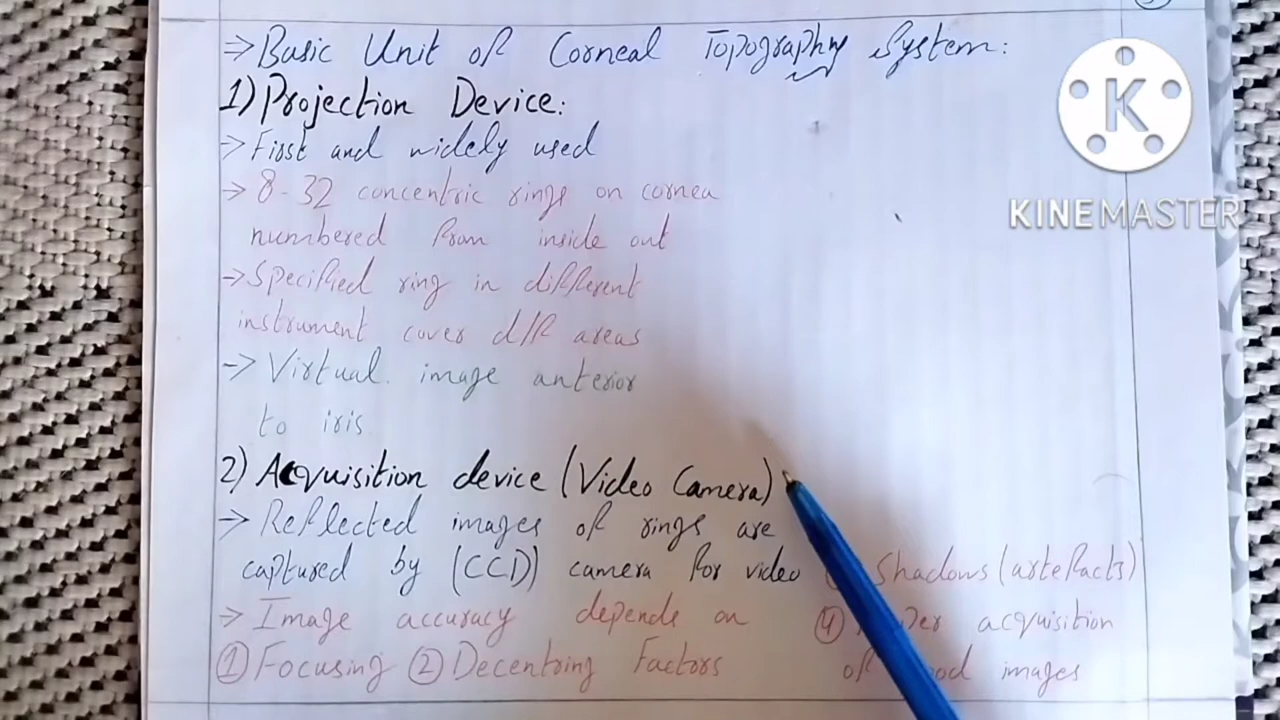 => Basic Unit of Corneal Topography System:
1) Projection Device:
-> First and widely used
-> 8-32 concentric rings on cornea
numbered from inside out
-> Specified ring in different
instrument cover d/f areas
-> Virtual image anterior
to iris
2) Acquisition device (Video Camera)
-> Reflected images of rings are
captured by (CCD) camera for video
-> Image accuracy depends on
① Focusing ② Decentring Factors
Shadows (artefacts)
④ acquisition
of images
KINEMASTER